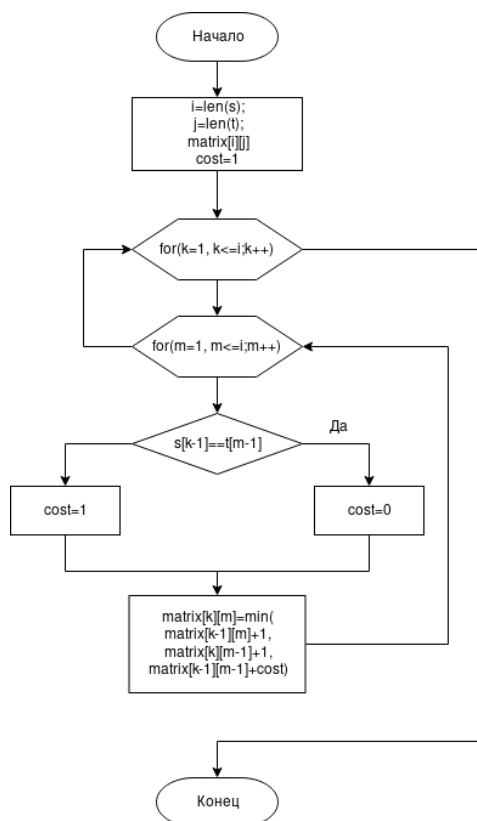 Начало
i=len(s);
j=len(t);
matrix[i][j]
cost=1
for(k=1, k<=i;k++)
for(m=1, m<=i;m++)
s[k-1]==t[m-1]
Да
cost=1
cost=0
matrix[k][m]=min(
matrix[k-1][m]+1,
matrix[k][m-1]+1,
matrix[k-1][m-1]+cost)
Конец